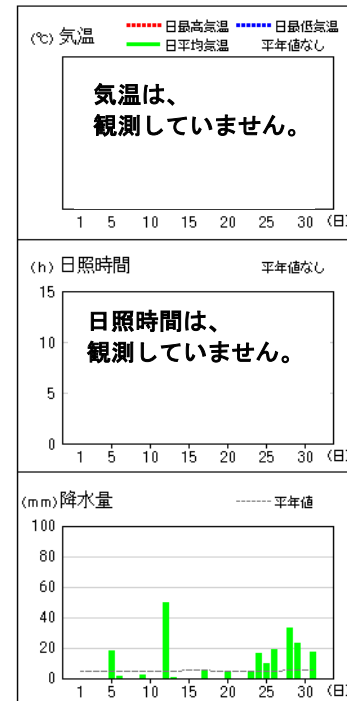 (℃) 気温 日最高気温 日最低気温
日平均気温 平年値なし
気温は、
観測していません。
1 5 10 15 20 25 30 (日)
(h) 日照時間 平年値なし
15
日照時間は、
10
観測していません。
5
0
1 5 10 15 20 25 30 (日)
(mm) 降水量 平年値
100
80
60
40
20
0
1 5 10 15 20 25 30 (日)